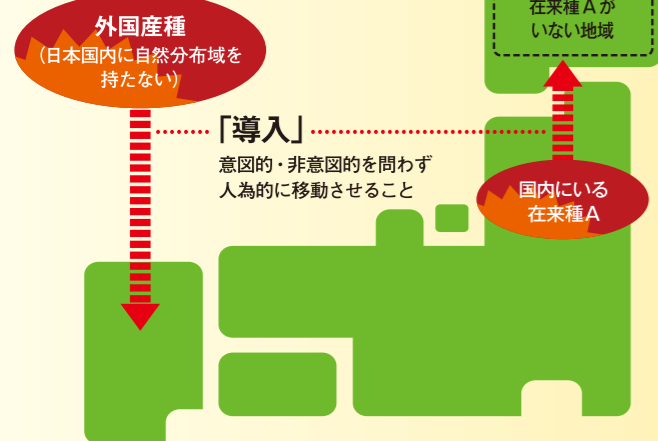 外国産種
（日本国内に自然分布域を
持たない）
在来種Aが
いない地域
「導入」
意図的・非意図的を問わず
人為的に移動させること
国内にいる
在来種A